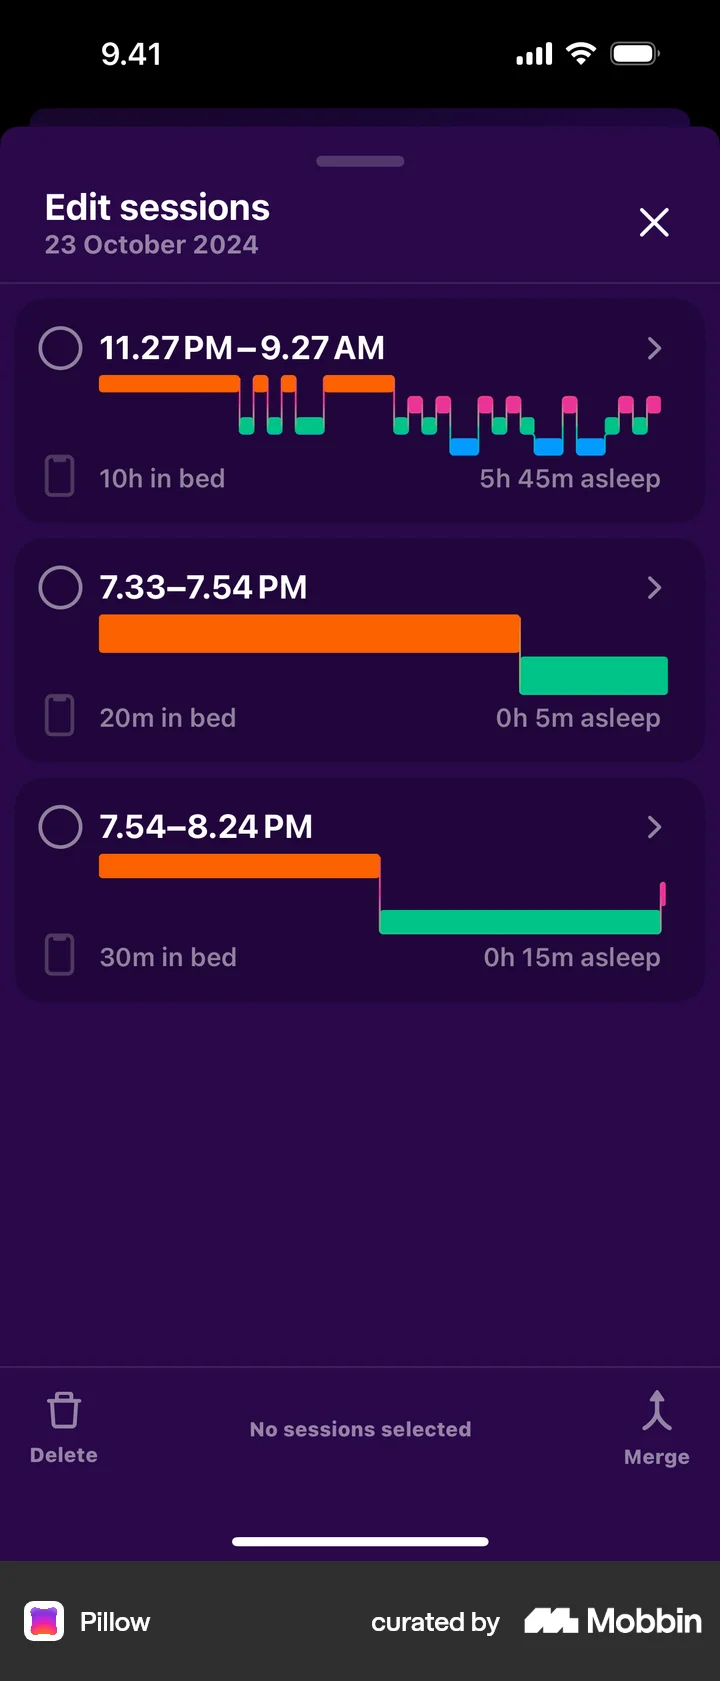 9.41
Edit sessions
23 October 2024
11.27 PM – 9.27 AM
10h in bed
5h 45m asleep
7.33–7.54 PM
20m in bed
0h 5m asleep
7.54–8.24 PM
30m in bed
0h 15m asleep
Delete
No sessions selected
Merge
Pillow
curated by
Mobbin